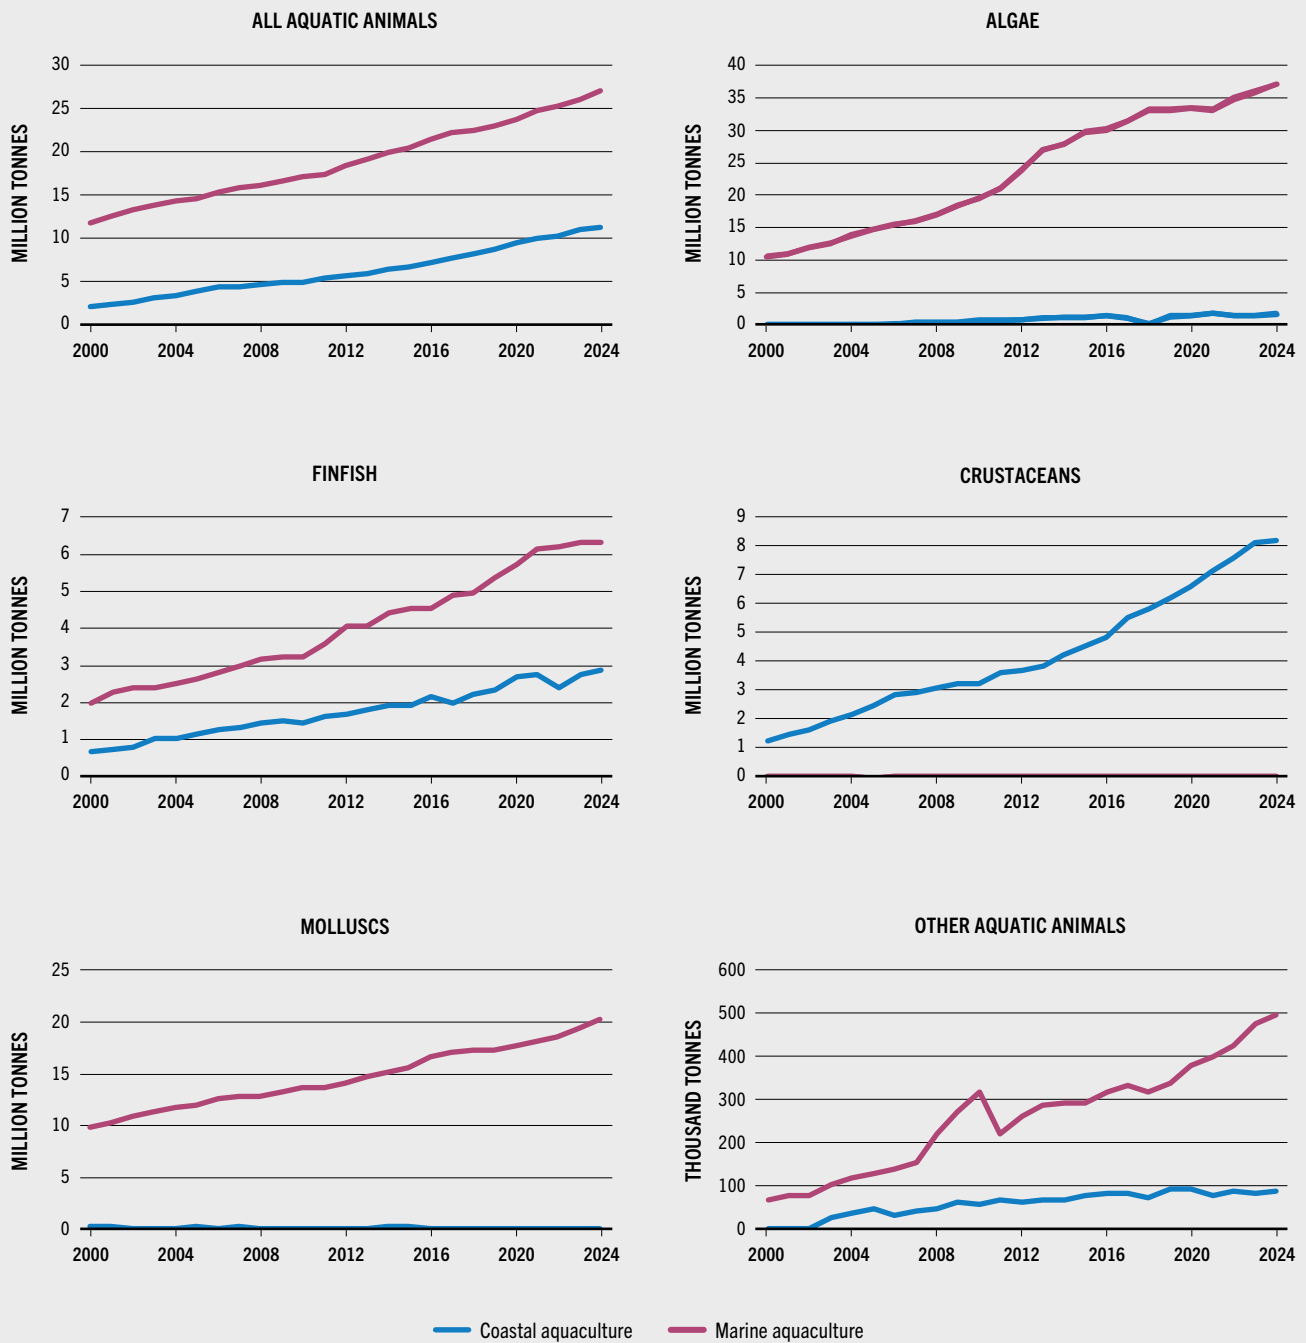 ALL AQUATIC ANIMALS
MILLION TONNES
30
25
20
15
10
5
0
2000 2004 2008 2012 2016 2020 2024
ALGAE
MILLION TONNES
40
35
30
25
20
15
10
5
0
2000 2004 2008 2012 2016 2020 2024
FINFISH
MILLION TONNES
7
6
5
4
3
2
1
0
2000 2004 2008 2012 2016 2020 2024
CRUSTACEANS
MILLION TONNES
9
8
7
6
5
4
3
2
1
0
2000 2004 2008 2012 2016 2020 2024
MOLLUSCS
MILLION TONNES
25
20
15
10
5
0
2000 2004 2008 2012 2016 2020 2024
OTHER AQUATIC ANIMALS
THOUSAND TONNES
600
500
400
300
200
100
0
2000 2004 2008 2012 2016 2020 2024
Coastal aquaculture Marine aquaculture